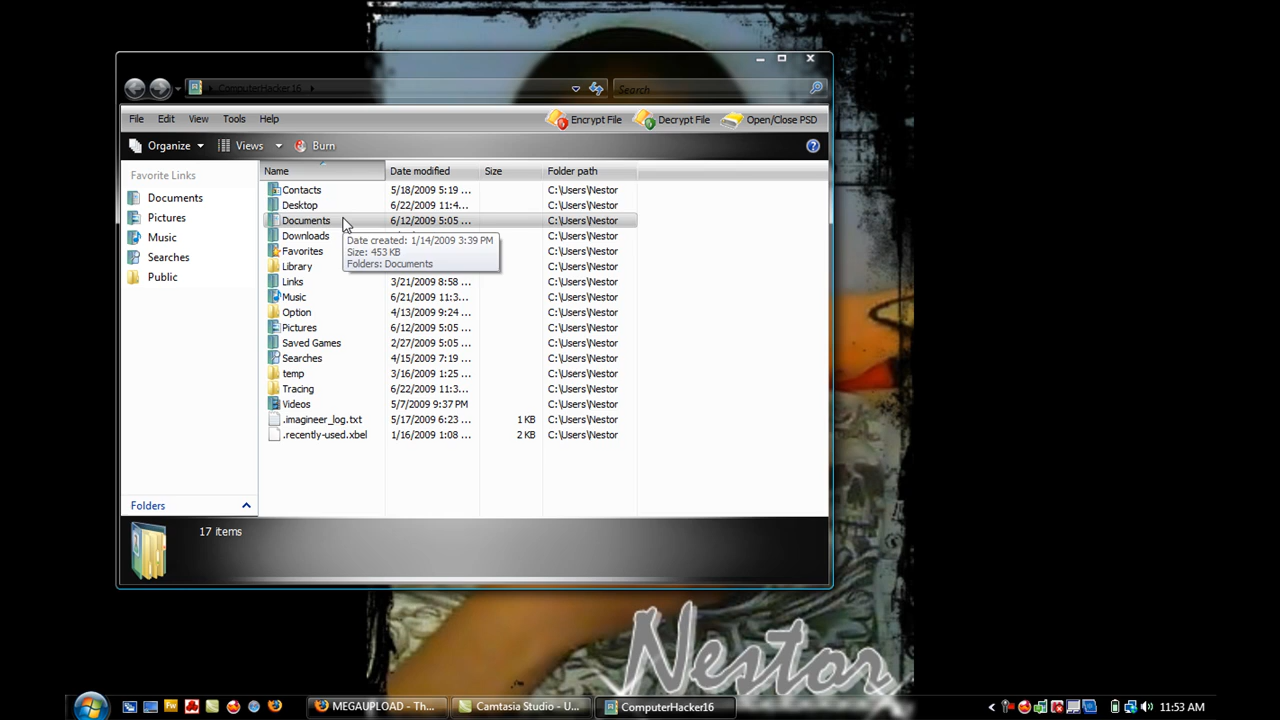 ComputerHacker16
Search
File Edit View Tools Help Encrypt File Decrypt File Open/Close PSD
Organize Views Burn
Favorite Links
Documents
Pictures
Music
Searches
Public
Folders
Name Date modified Size Folder path
Contacts 5/18/2009 5:19 ... C:\Users\Nestor
Desktop 6/22/2009 11:4... C:\Users\Nestor
Documents 6/12/2009 5:05 ... C:\Users\Nestor
Downloads C:\Users\Nestor
Favorites C:\Users\Nestor
Library C:\Users\Nestor
Links 3/21/2009 8:58 ... C:\Users\Nestor
Music 6/21/2009 11:3... C:\Users\Nestor
Option 4/13/2009 9:24 ... C:\Users\Nestor
Pictures 6/12/2009 5:05 ... C:\Users\Nestor
Saved Games 2/27/2009 5:05 ... C:\Users\Nestor
Searches 4/15/2009 7:19 ... C:\Users\Nestor
temp 3/16/2009 1:25 ... C:\Users\Nestor
Tracing 6/22/2009 11:3... C:\Users\Nestor
Videos 5/7/2009 9:37 PM C:\Users\Nestor
.imagineer_log.txt 5/17/2009 6:23 ... 1 KB C:\Users\Nestor
.recently-used.xbel 1/16/2009 1:08 ... 2 KB C:\Users\Nestor
Date created: 1/14/2009 3:39 PM
Size: 453 KB
Folders: Documents
17 items
Nestor
MEGAUPLOAD - Th... Camtasia Studio - U... ComputerHacker16 11:53 AM